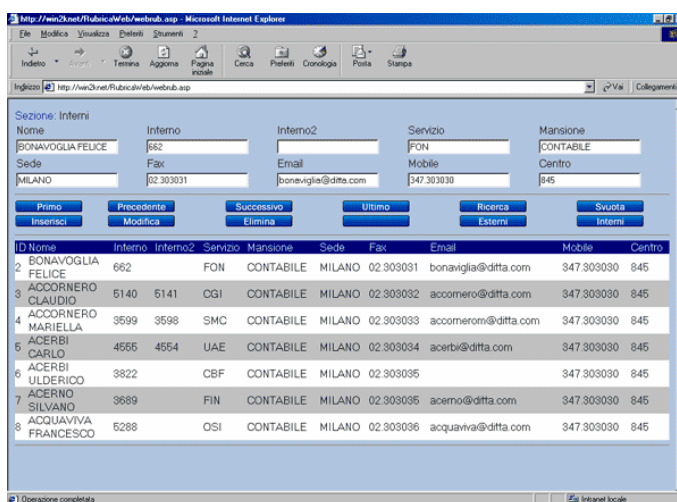 http://win2knet/RubricaWeb/webrub.asp - Microsoft Internet Explorer
File Modifica Visualizza Preferiti Strumenti ?
Indietro Avanti Termina Aggiorna Pagina iniziale Cerca Preferiti Cronologia Posta Stampa
Indirizzo http://win2knet/RubricaWeb/webrub.asp Vai Collegamenti
Sezione: Interni
Nome Interno Interno2 Servizio Mansione
BONAVOGLIA FELICE 662 FON CONTABILE
Sede Fax Email Mobile Centro
MILANO 02.303031 bonaviglia@ditta.com 347.303030 845
Primo Precedente Successivo Ultimo Ricerca Svuota
Inserisci Modifica Elimina Esterni Interni
ID Nome Interno Interno2 Servizio Mansione Sede Fax Email Mobile Centro
2 BONAVOGLIA FELICE 662 FON CONTABILE MILANO 02.303031 bonaviglia@ditta.com 347.303030 845
3 ACCORNERO CLAUDIO 5140 5141 CGI CONTABILE MILANO 02.303032 accornero@ditta.com 347.303030 845
4 ACCORNERO MARIELLA 3599 3598 SMC CONTABILE MILANO 02.303033 accornerom@ditta.com 347.303030 845
5 ACERBI CARLO 4555 4554 UAE CONTABILE MILANO 02.303034 acerbi@ditta.com 347.303030 845
6 ACERBI ULDERICO 3822 CBF CONTABILE MILANO 02.303035 347.303030 845
7 ACERNO SILVANO 3689 FIN CONTABILE MILANO 02.303035 acerno@ditta.com 347.303030 845
8 ACQUAVIVA FRANCESCO 5288 OSI CONTABILE MILANO 02.303036 acquaviva@ditta.com 347.303030 845
Operazione completata Intranet locale